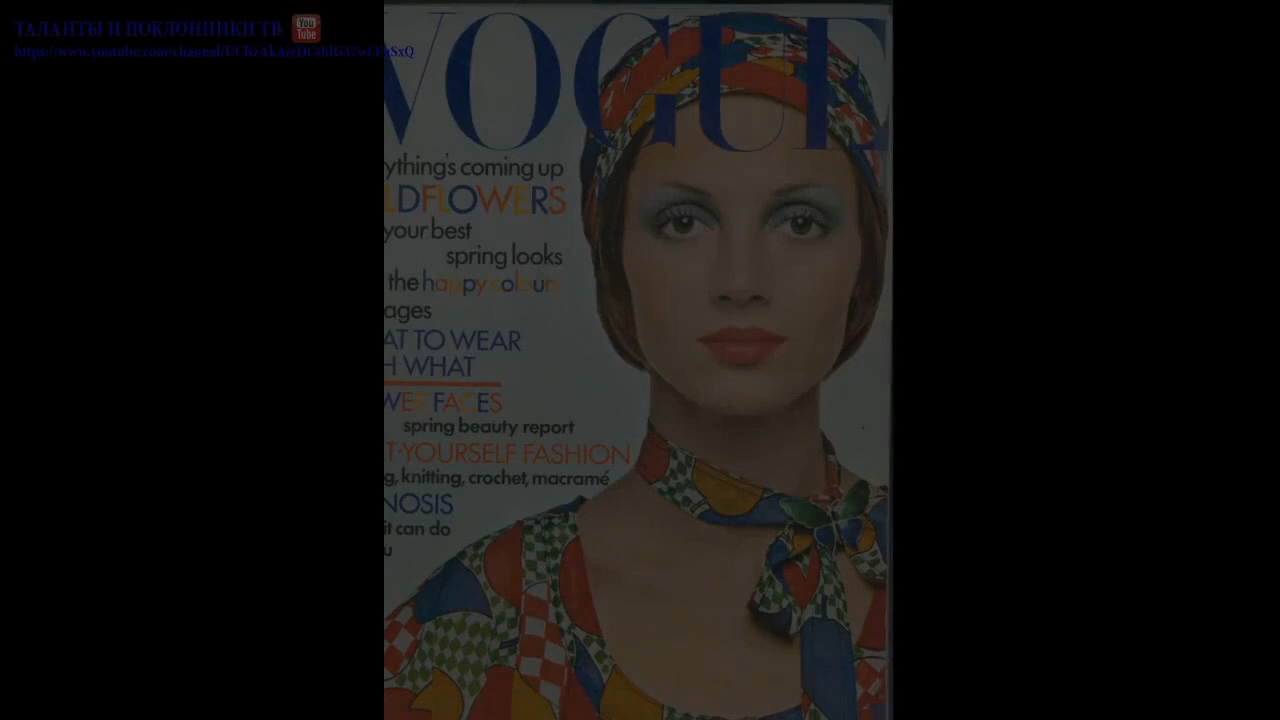 ТАЛАНТЫ И ПОКЛОННИКИ ТВ
You
Tube
VOGUE
ything's coming up
LDFLOWERS
your best
spring looks
the happy colours
ages
AT TO WEAR
H WHAT
WER FACES
spring beauty report
T-YOURSELF FASHION
g, knitting, crochet, macramé
NOSIS
it can do
u